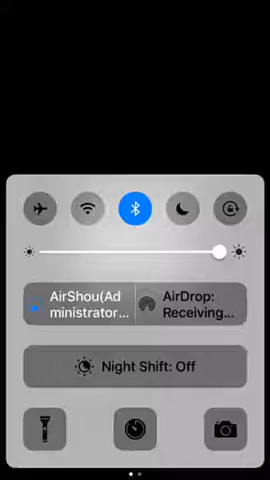 AirShou(Ad
ministrator...
AirDrop:
Receiving...
Night Shift: Off